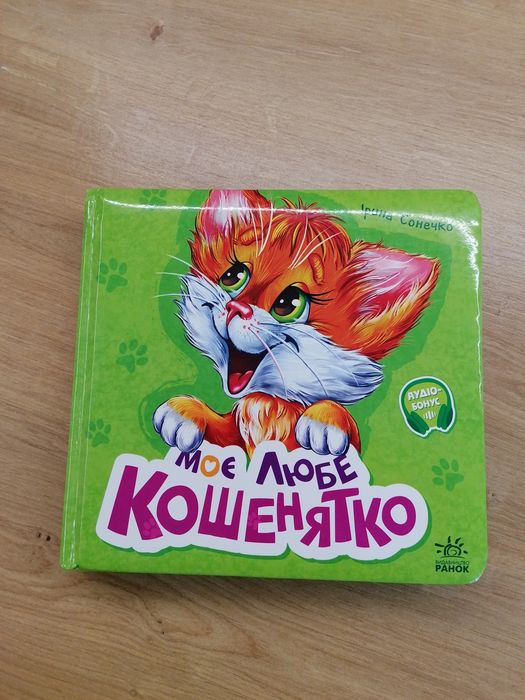 Ірина Сонечко
АУДІО-
БОНУС
МОЄ ЛЮБЕ
КОШЕНЯТКО
ВИДАВНИЦТВО
РАНОК